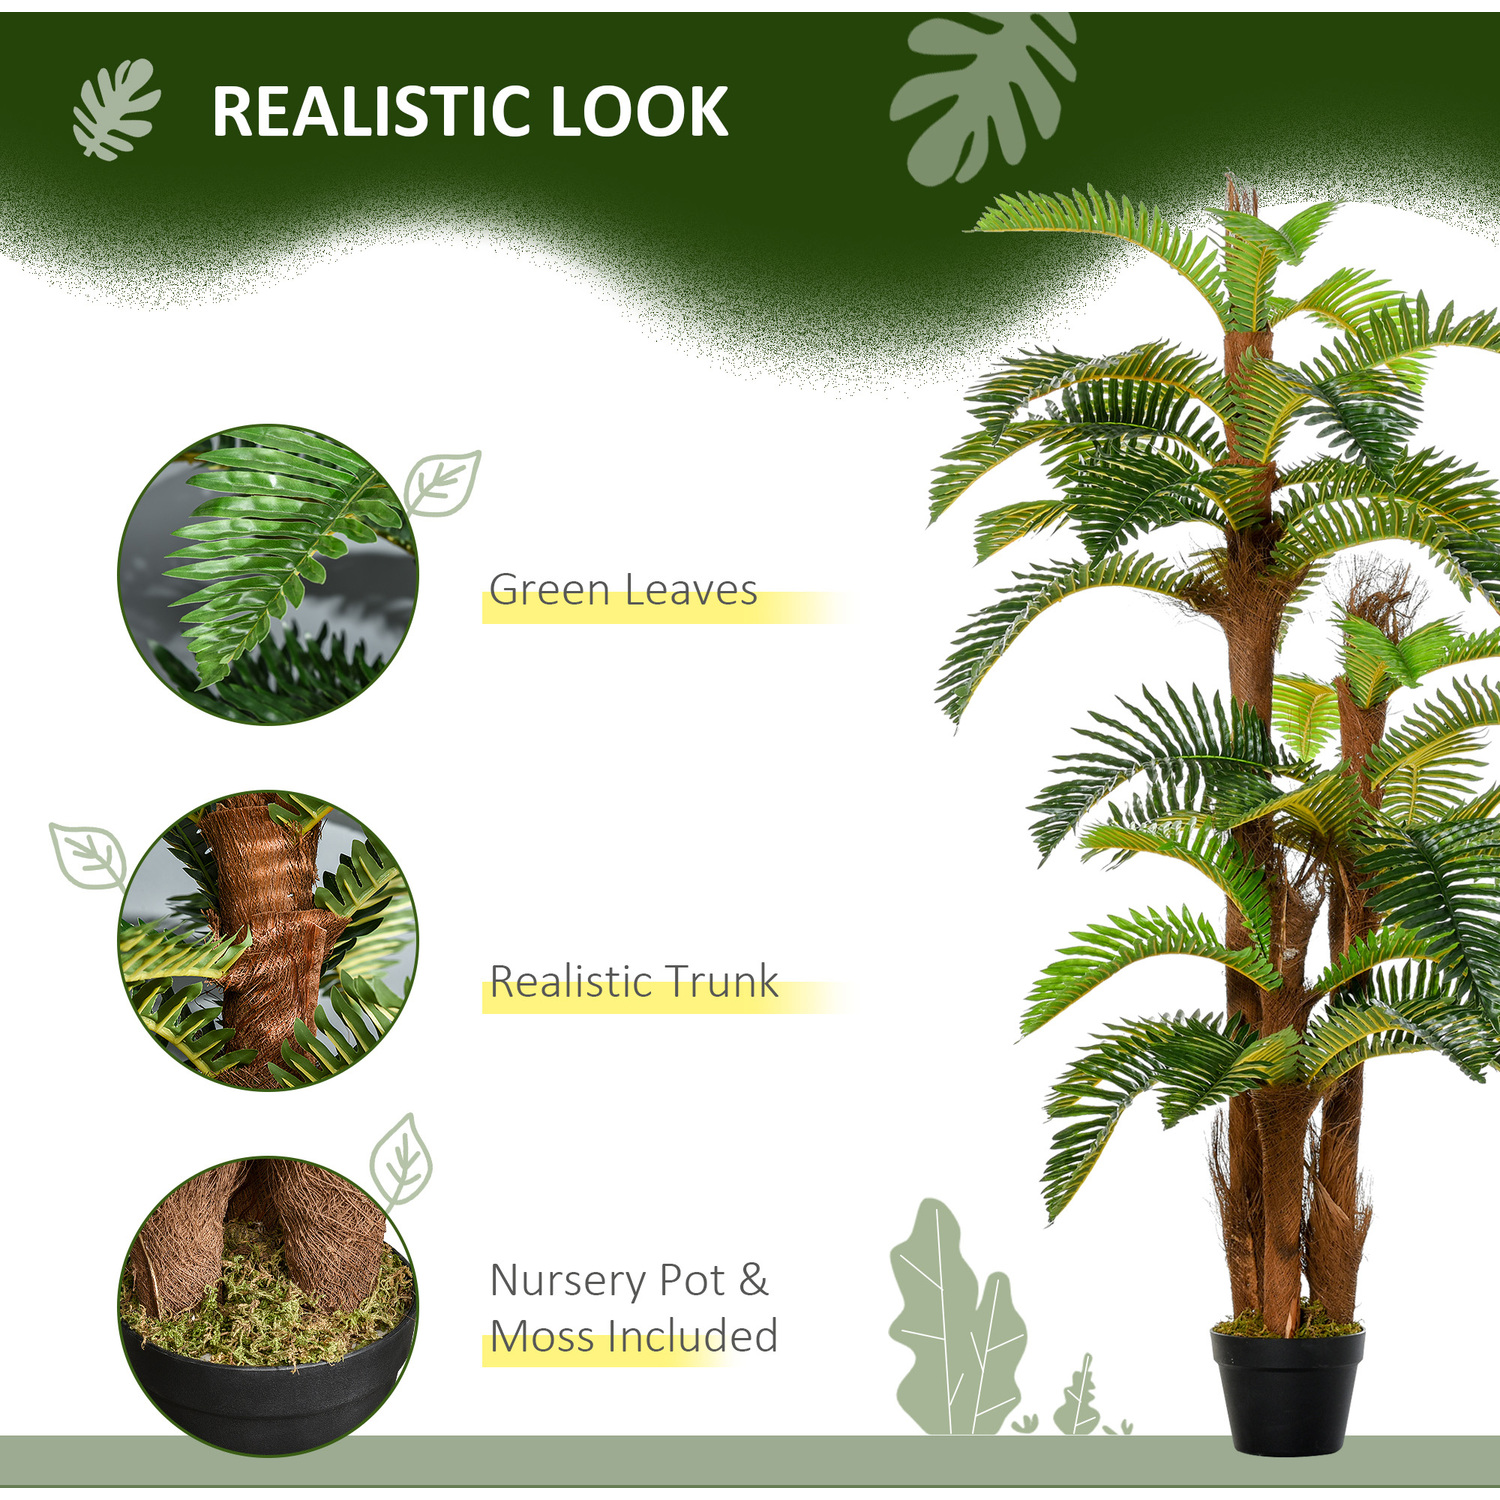 REALISTIC LOOK
Green Leaves
Realistic Trunk
Nursery Pot &
Moss Included